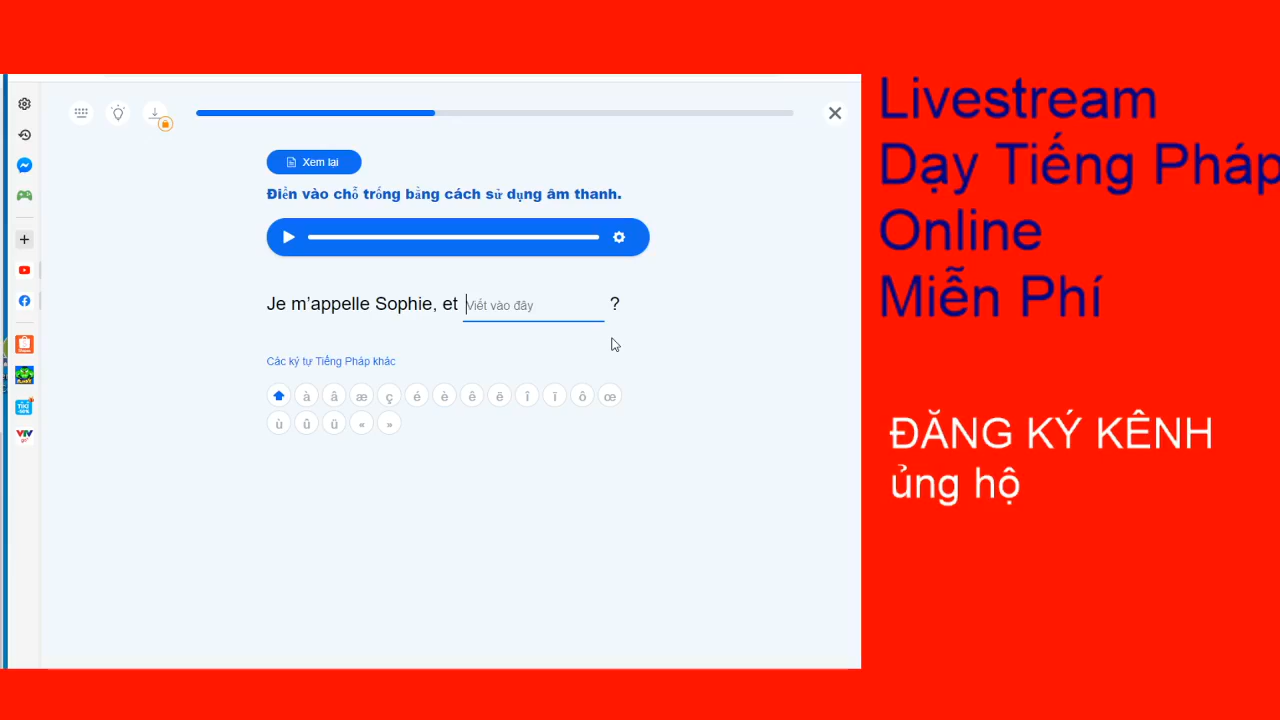 Xem lại
Điền vào chỗ trống bằng cách sử dụng âm thanh.
Je m'appelle Sophie, et Viết vào đây ?
Các ký tự Tiếng Pháp khác
à â æ ç é è ê ë î ï ô œ
ù û ü « »
Livestream
Dạy Tiếng Pháp
Online
Miễn Phí
ĐĂNG KÝ KÊNH
ủng hộ